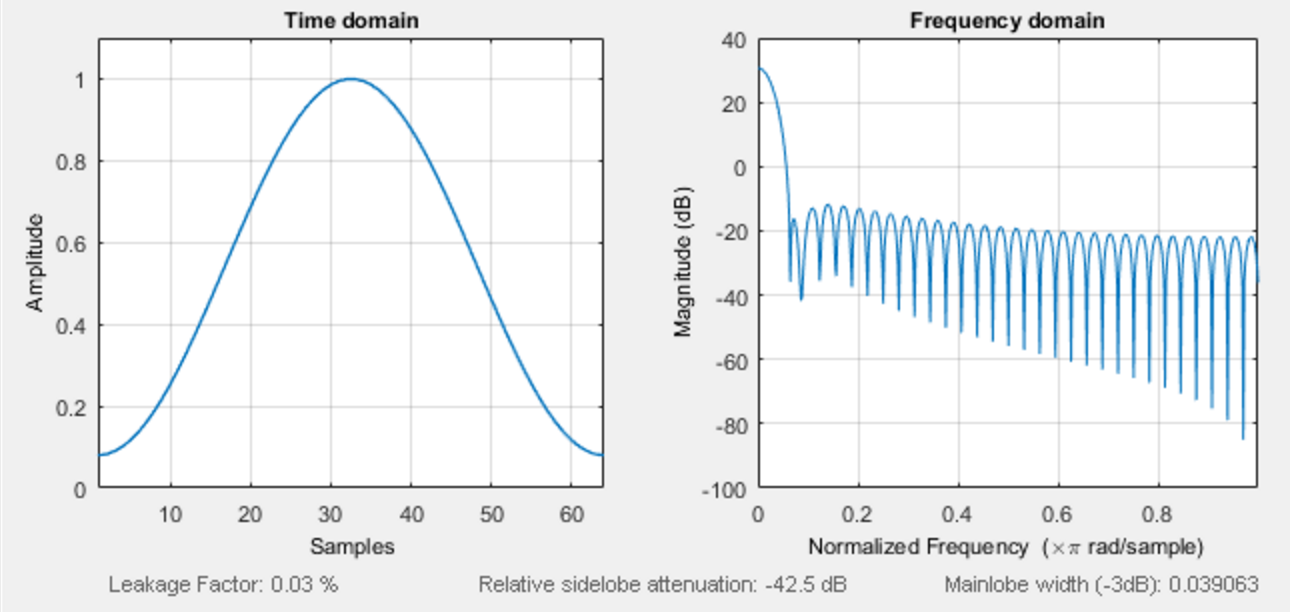 Time domain
1
0.8
0.6
0.4
0.2
0
10 20 30 40 50 60
Amplitude
Samples
Frequency domain
40
20
0
-20
-40
-60
-80
-100
0 0.2 0.4 0.6 0.8
Magnitude (dB)
Normalized Frequency (×π rad/sample)
Leakage Factor: 0.03 %
Relative sidelobe attenuation: -42.5 dB
Mainlobe width (-3dB): 0.039063